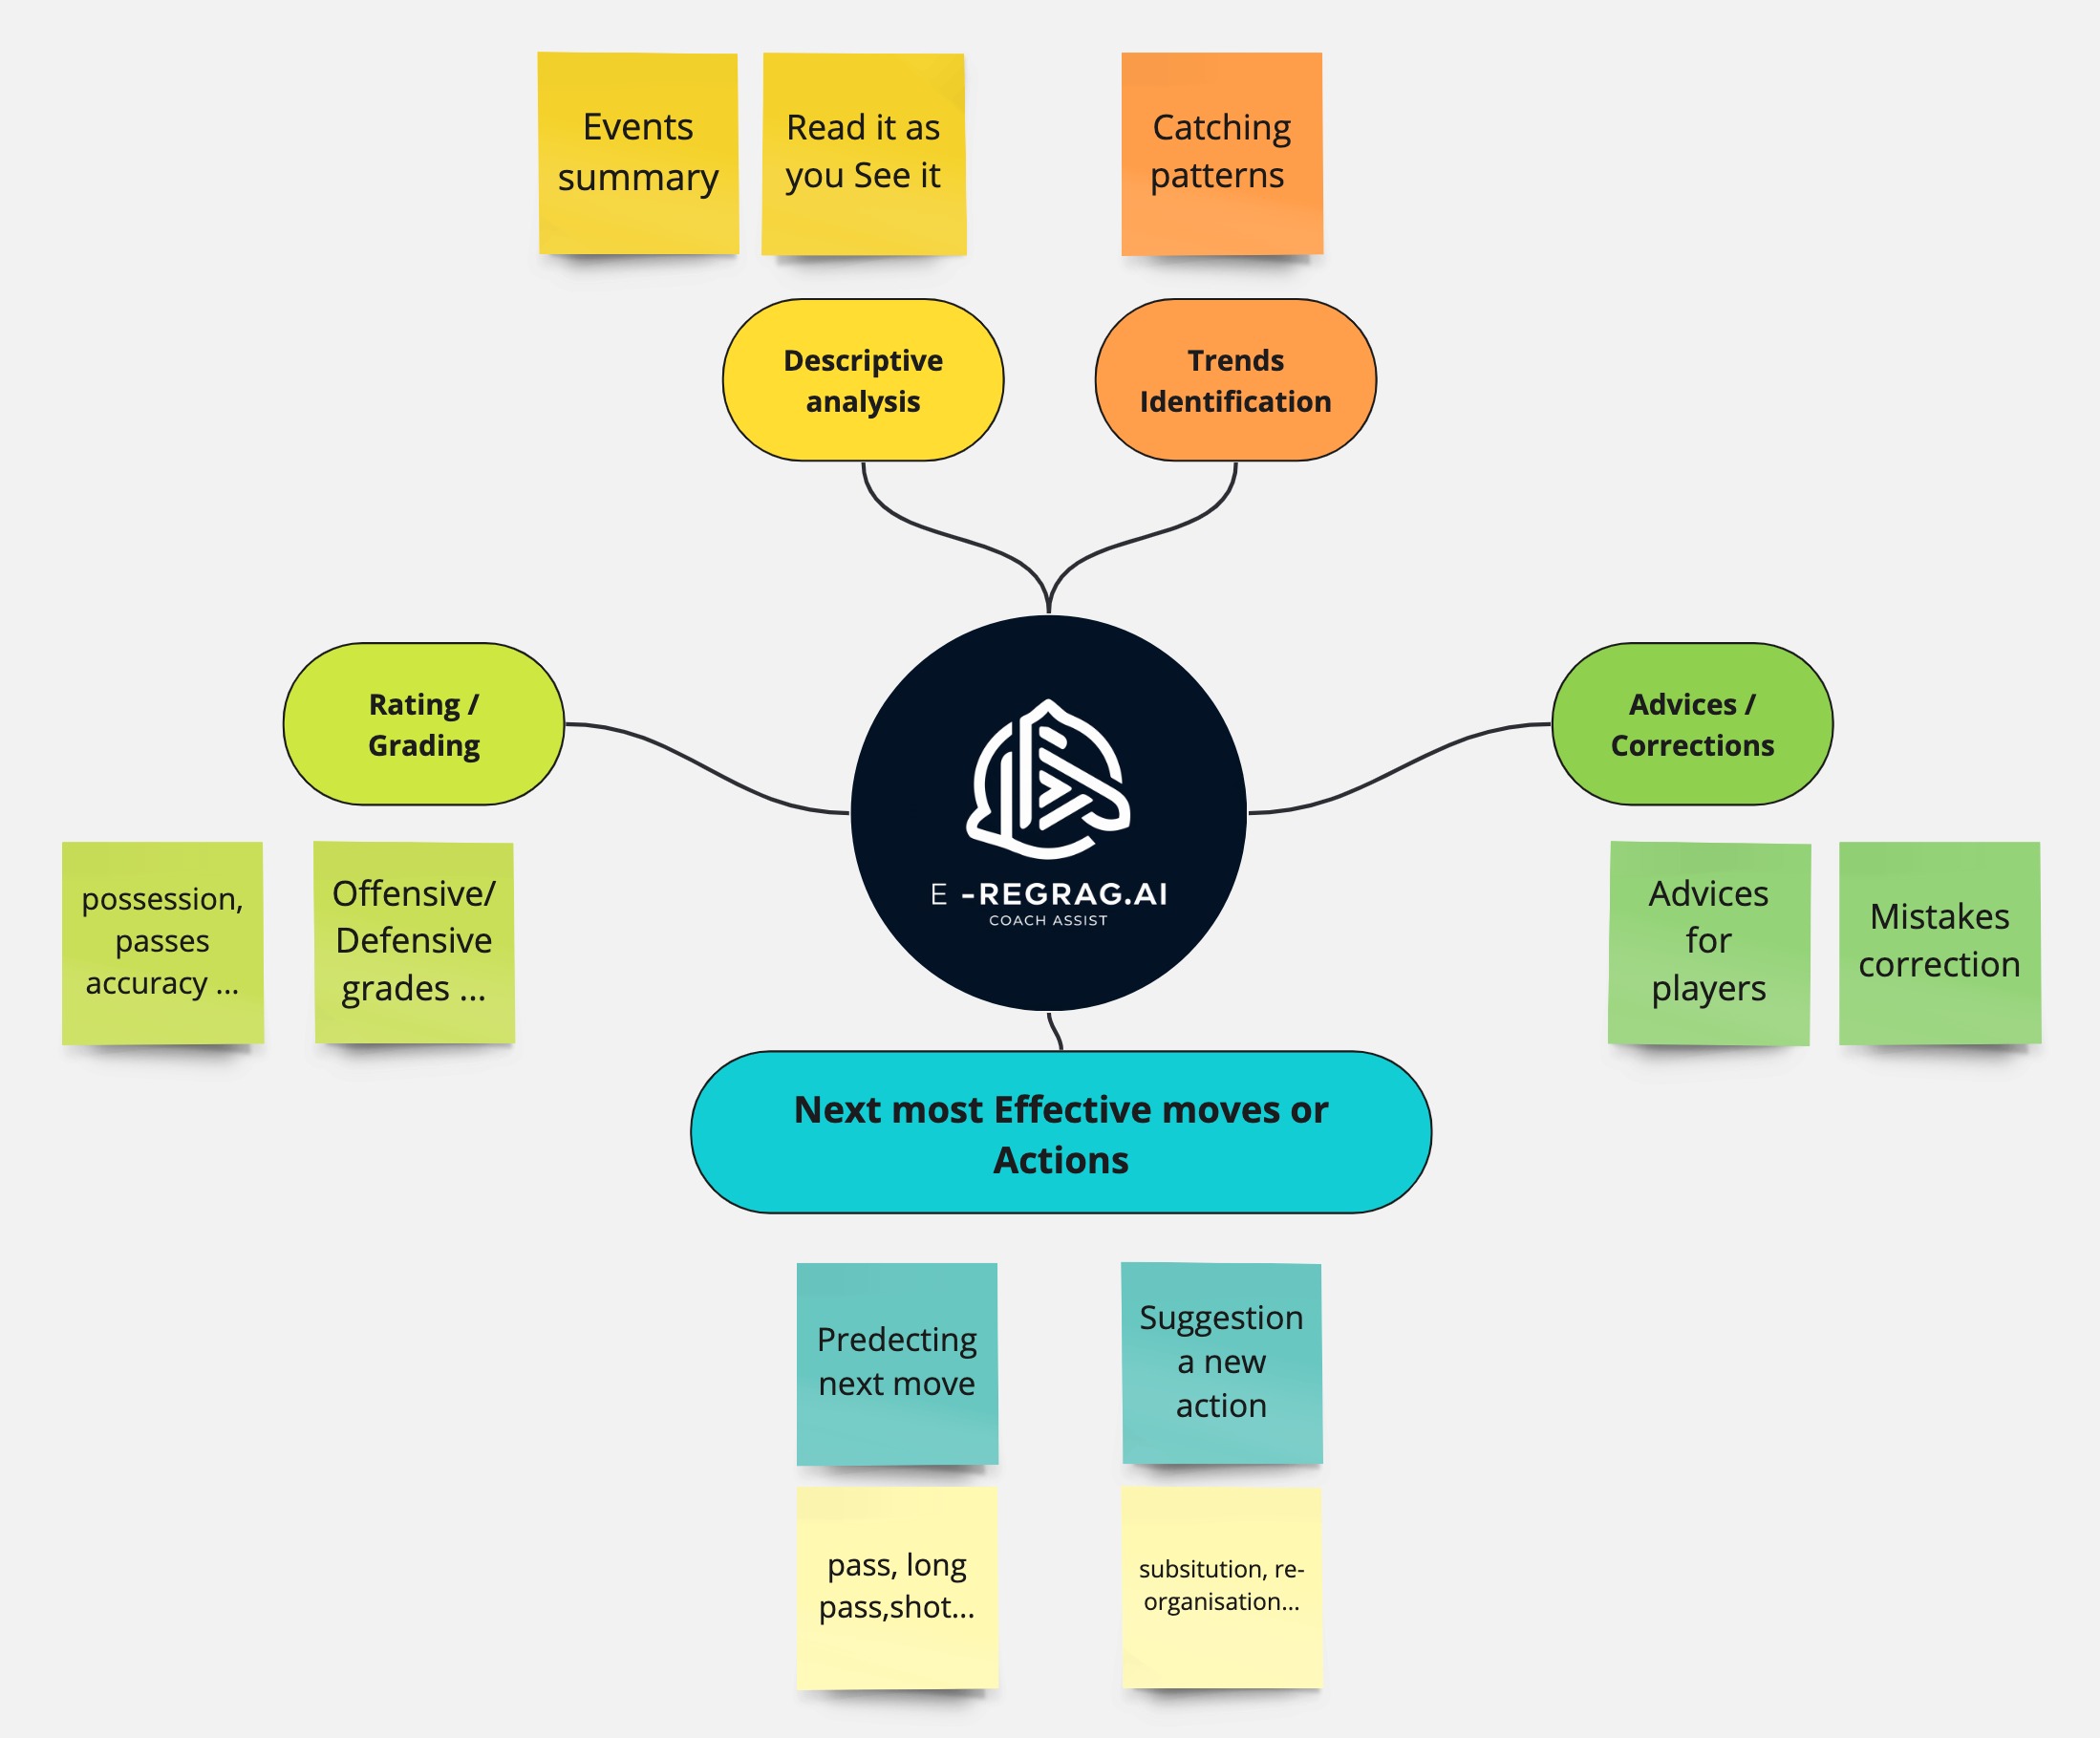 Events
summary
Read it as
you See it
Catching
patterns
Descriptive
analysis
Trends
Identification
Rating /
Grading
Advices /
Corrections
possession,
passes
accuracy ...
Offensive/
Defensive
grades ...
E -REGRAG.AI
COACH ASSIST
Advices
for
players
Mistakes
correction
Next most Effective moves or
Actions
Predecting
next move
Suggestion
a new
action
pass, long
pass,shot...
subsitution, re-
organisation...